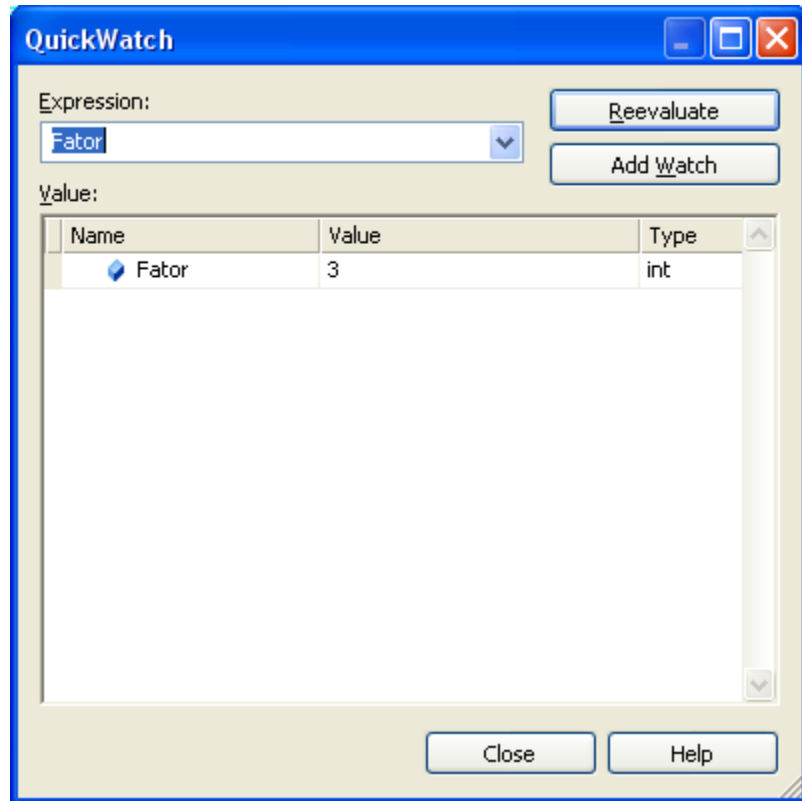 QuickWatch
Expression:
Reevaluate
Fator
Add Watch
Value:
Name Value Type
Fator 3 int
Close Help